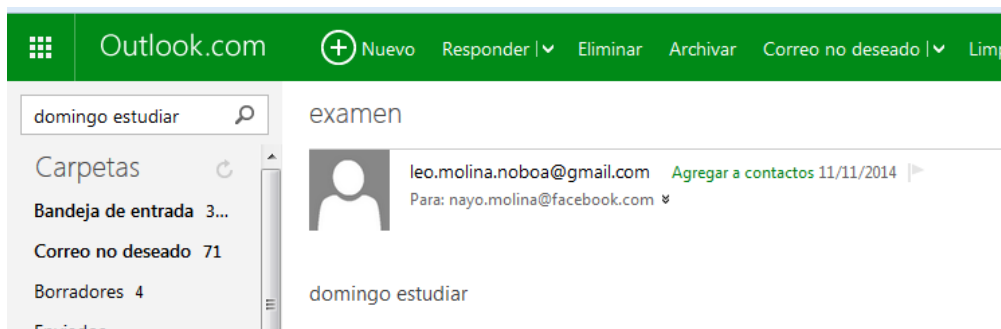 Outlook.com Nuevo Responder Eliminar Archivar Correo no deseado
domingo estudiar
Carpetas
Bandeja de entrada 3...
Correo no deseado 71
Borradores 4
examen
leo.molina.noboa@gmail.com Agregar a contactos 11/11/2014
Para: nayo.molina@facebook.com
domingo estudiar